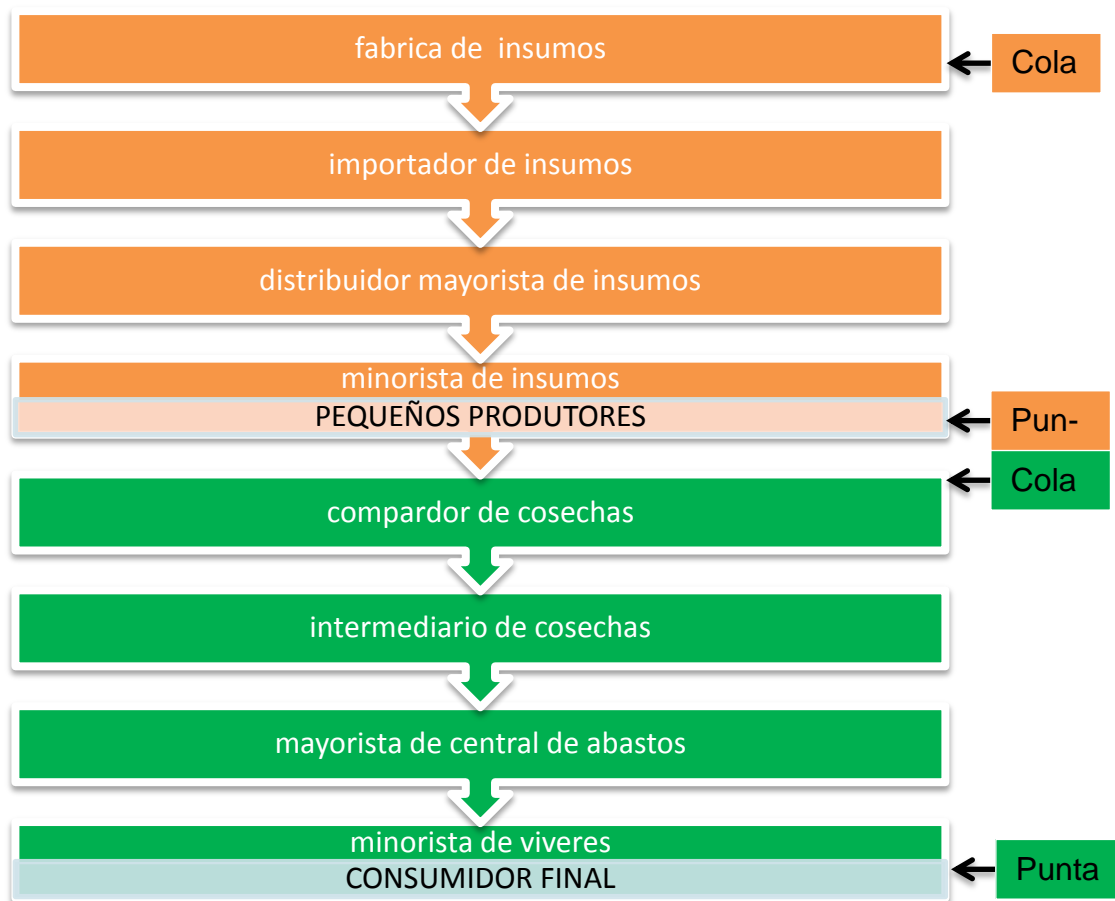 fabrica de insumos
Cola
importador de insumos
distribuidor mayorista de insumos
minorista de insumos
PEQUEÑOS PRODUTORES
Pun-
Cola
compardor de cosechas
intermediario de cosechas
mayorista de central de abastos
minorista de viveres
CONSUMIDOR FINAL
Punta